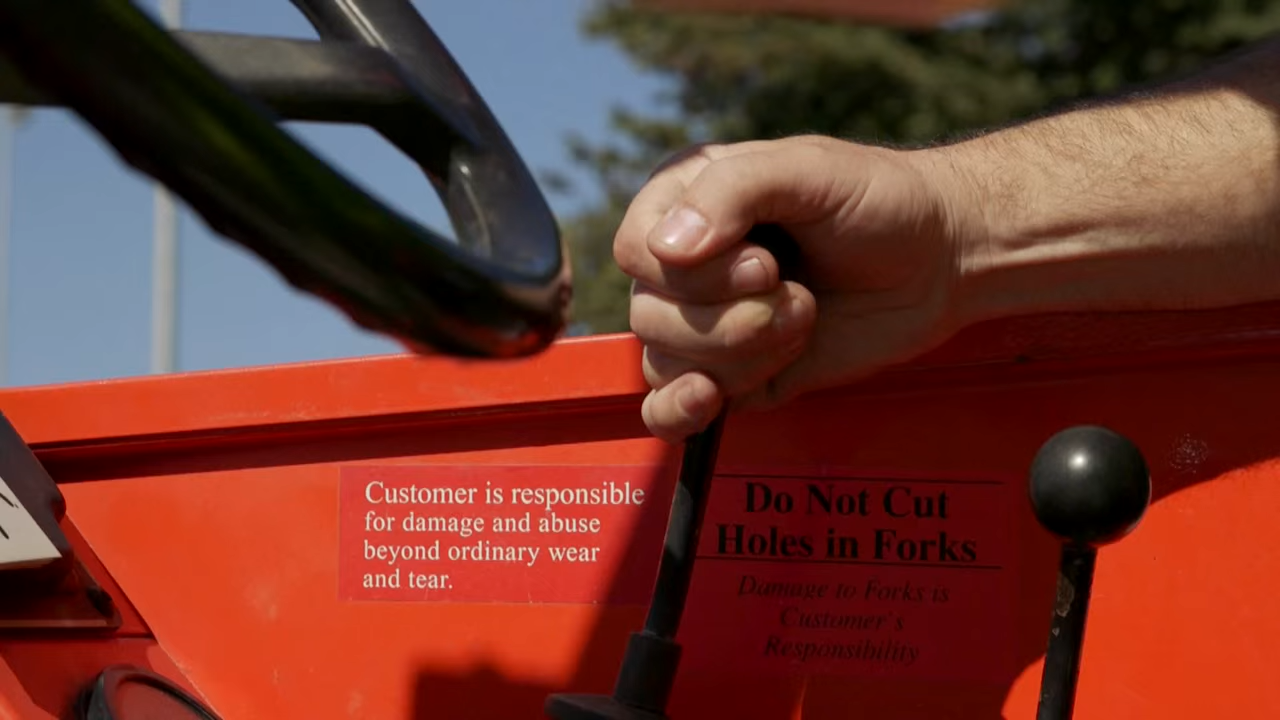 Customer is responsible
for damage and abuse
beyond ordinary wear
and tear.
Do Not Cut
Holes in Forks
Damage to Forks is
Customer's
Responsibility